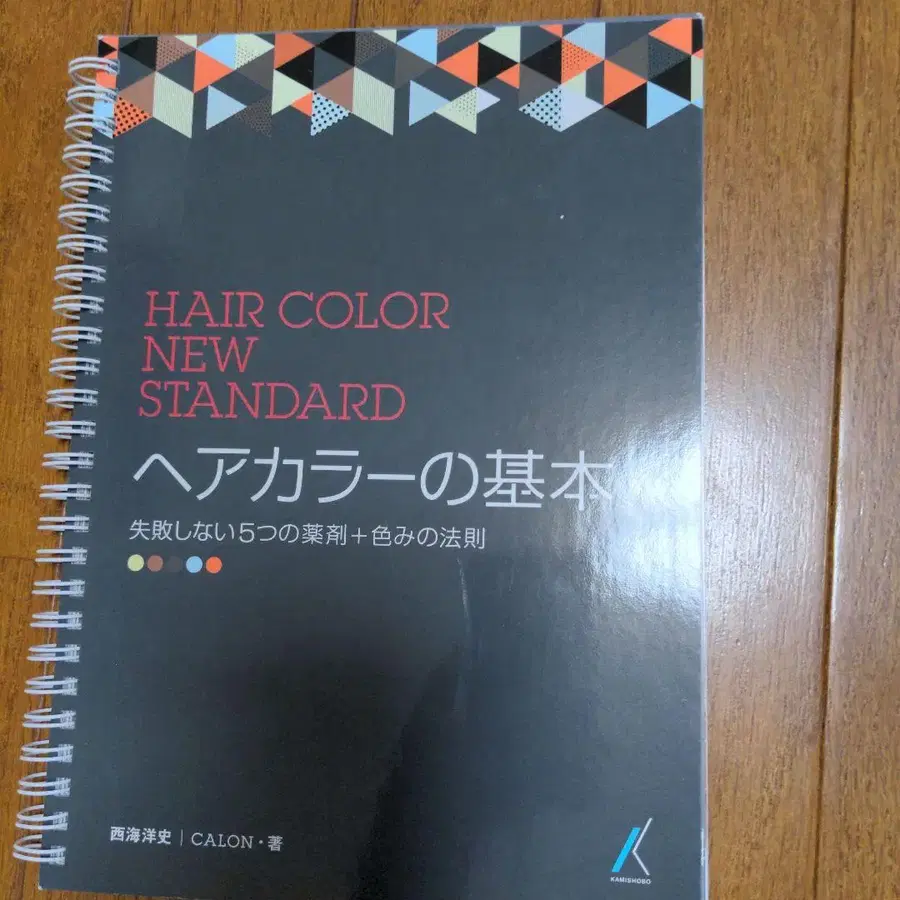 HAIR COLOR
NEW
STANDARD
ヘアカラーの基本
失敗しない5つの薬剤+色みの法則
西海洋史 | CALON・著
KAMISHOBO